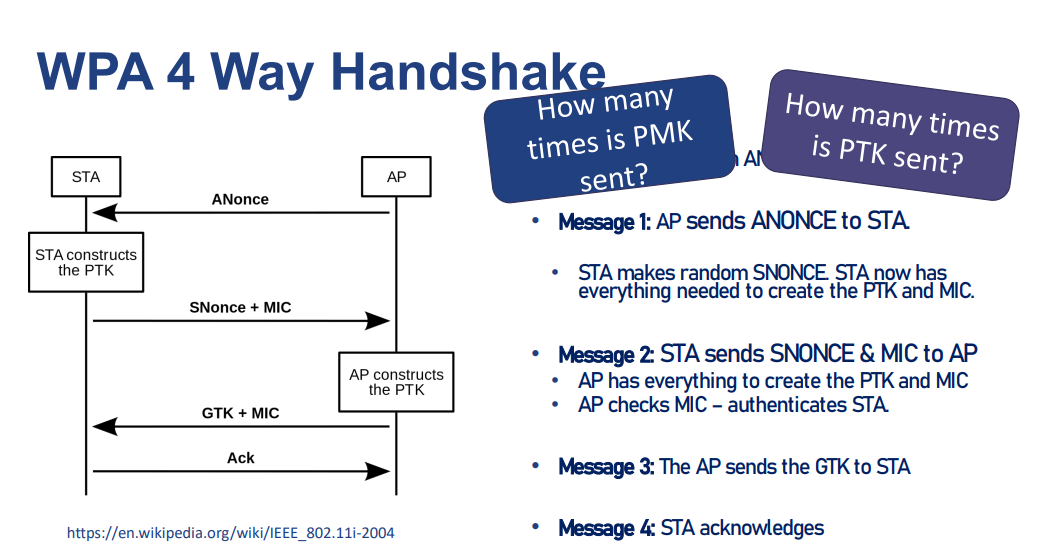 WPA 4 Way Handshake
How many
times is PMK
sent?
How many times
is PTK sent?
STA
AP
ANonce
STA constructs
the PTK
SNonce + MIC
AP constructs
the PTK
GTK + MIC
Ack
https://en.wikipedia.org/wiki/IEEE_802.11i-2004
• Message 1: AP sends ANONCE to STA.
• STA makes random SNONCE. STA now has
everything needed to create the PTK and MIC.
• Message 2: STA sends SNONCE & MIC to AP
• AP has everything to create the PTK and MIC
• AP checks MIC – authenticates STA.
• Message 3: The AP sends the GTK to STA
• Message 4: STA acknowledges